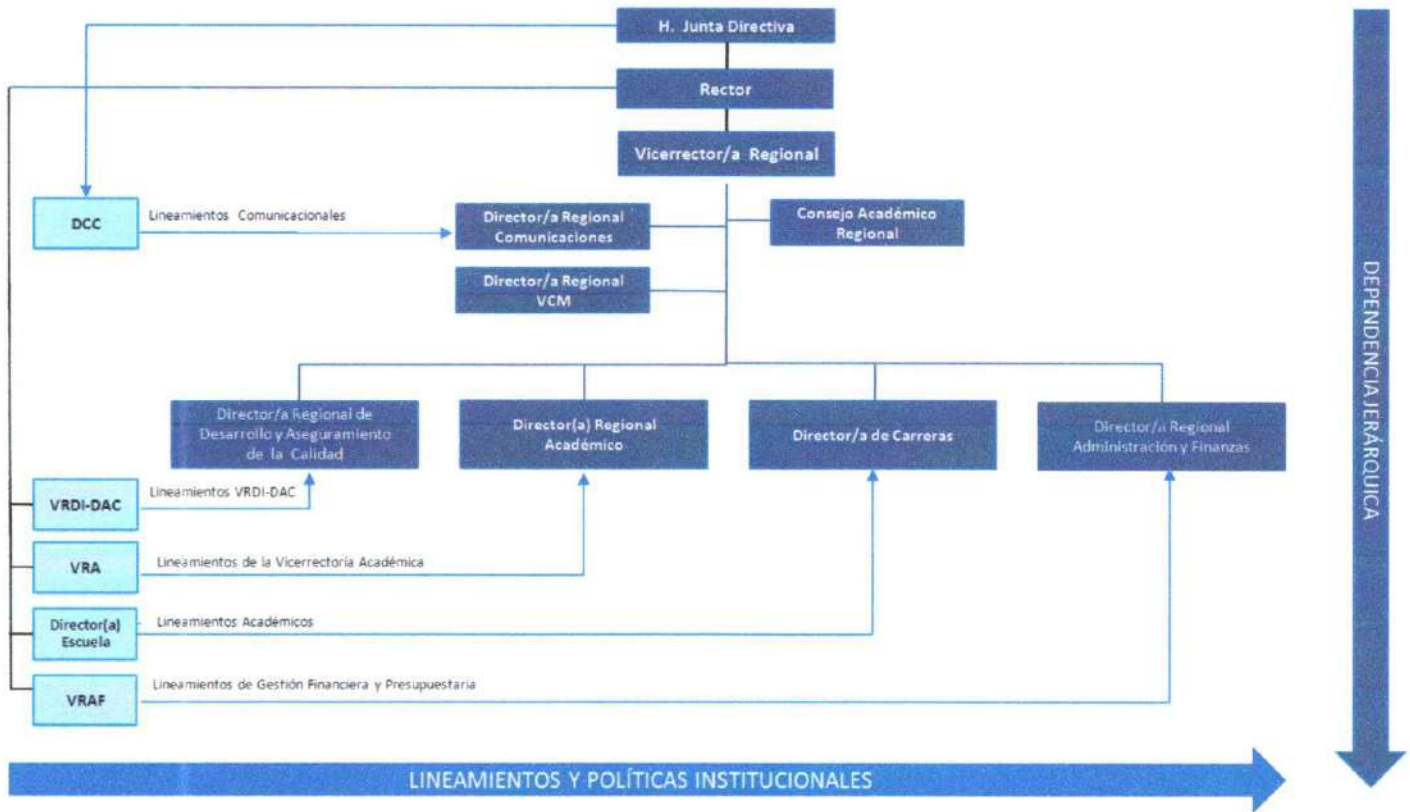 H. Junta Directiva
Rector
Vicerrector/a Regional
DCC
Lineamientos Comunicacionales
Director/a Regional
Comunicaciones
Consejo Académico
Regional
Director/a Regional
VCM
Director/a Regional de
Desarrollo y Aseguramiento
de la Calidad
Director(a) Regional
Académico
Director/a de Carreras
Director/a Regional
Administración y Finanzas
VRDI-DAC
Lineamientos VRDI-DAC
VRA
Lineamientos de la Vicerrectoría Académica
Director(a)
Escuela
Lineamientos Académicos
VRAF
Lineamientos de Gestión Financiera y Presupuestaria
DEPENDENCIA JERÁRQUICA
LINEAMIENTOS Y POLÍTICAS INSTITUCIONALES